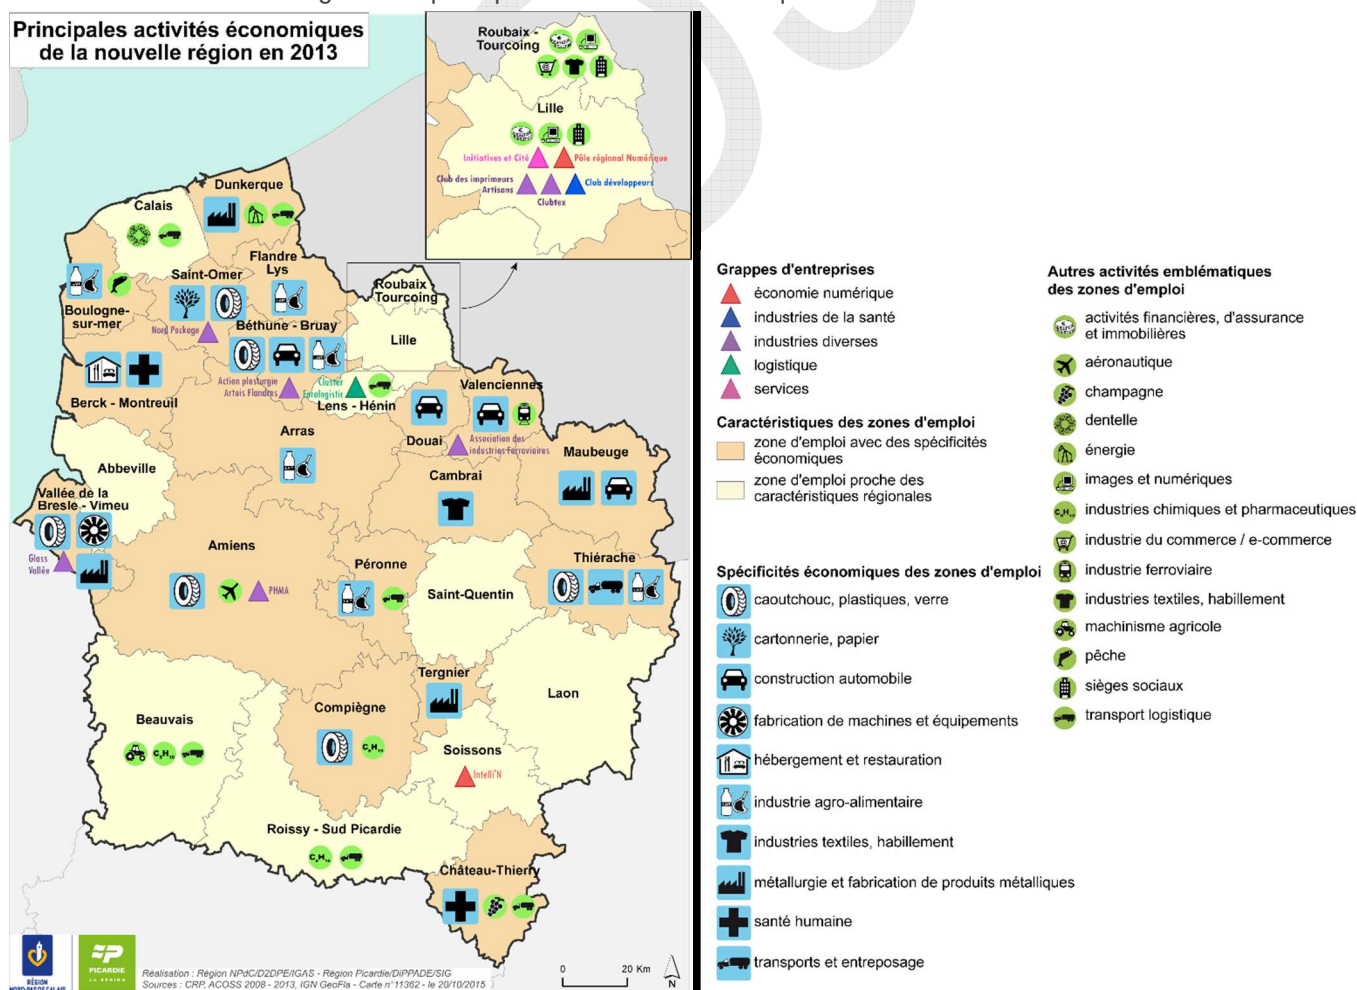 Principales activités économiques
de la nouvelle région en 2013
Roubaix -
Tourcoing
Lille
Initiatives et Cité
Pôle régional Numérique
Club des imprimeurs
Artisans
Club développeurs
Clubtex
Dunkerque
Calais
Flandre
Lys
Saint-Omer
Boulogne-
sur-mer
Nord Package
Béthune - Bruay
Roubaix
Tourcoing
Lille
Berck - Montreuil
Action plasturgie
Artois Flandres
Cluster
Euralogistic
Lens - Hénin
Valenciennes
Douai
Association des
industries Ferroviaires
Arras
Maubeuge
Abbeville
Cambrai
Vallée de la
Bresle - Vimeu
Glass
Vallée
Amiens
PHMA
Péronne
Saint-Quentin
Thiérache
Tergnier
Laon
Beauvais
Compiègne
Soissons
Intelli'N
Roissy - Sud Picardie
Château-Thierry
RÉGION
NORD-PAS DE CALAIS
PICARDIE
LA RÉGION
Réalisation : Région NPdC/D2DPE/IGAS - Région Picardie/DiPPADE/SIG
Sources : CRP, ACOSS 2008 - 2013, IGN GeoFla - Carte n°11362 - le 20/10/2015
0 20 Km
N
Grappes d'entreprises
économie numérique
industries de la santé
industries diverses
logistique
services
Caractéristiques des zones d'emploi
zone d'emploi avec des spécificités
économiques
zone d'emploi proche des
caractéristiques régionales
Spécificités économiques des zones d'emploi
caoutchouc, plastiques, verre
cartonnerie, papier
construction automobile
fabrication de machines et équipements
hébergement et restauration
industrie agro-alimentaire
industries textiles, habillement
métallurgie et fabrication de produits métalliques
santé humaine
transports et entreposage
Autres activités emblématiques
des zones d'emploi
activités financières, d'assurance
et immobilières
aéronautique
champagne
dentelle
énergie
images et numériques
industries chimiques et pharmaceutiques
industrie du commerce / e-commerce
industrie ferroviaire
industries textiles, habillement
machinisme agricole
pêche
sièges sociaux
transport logistique